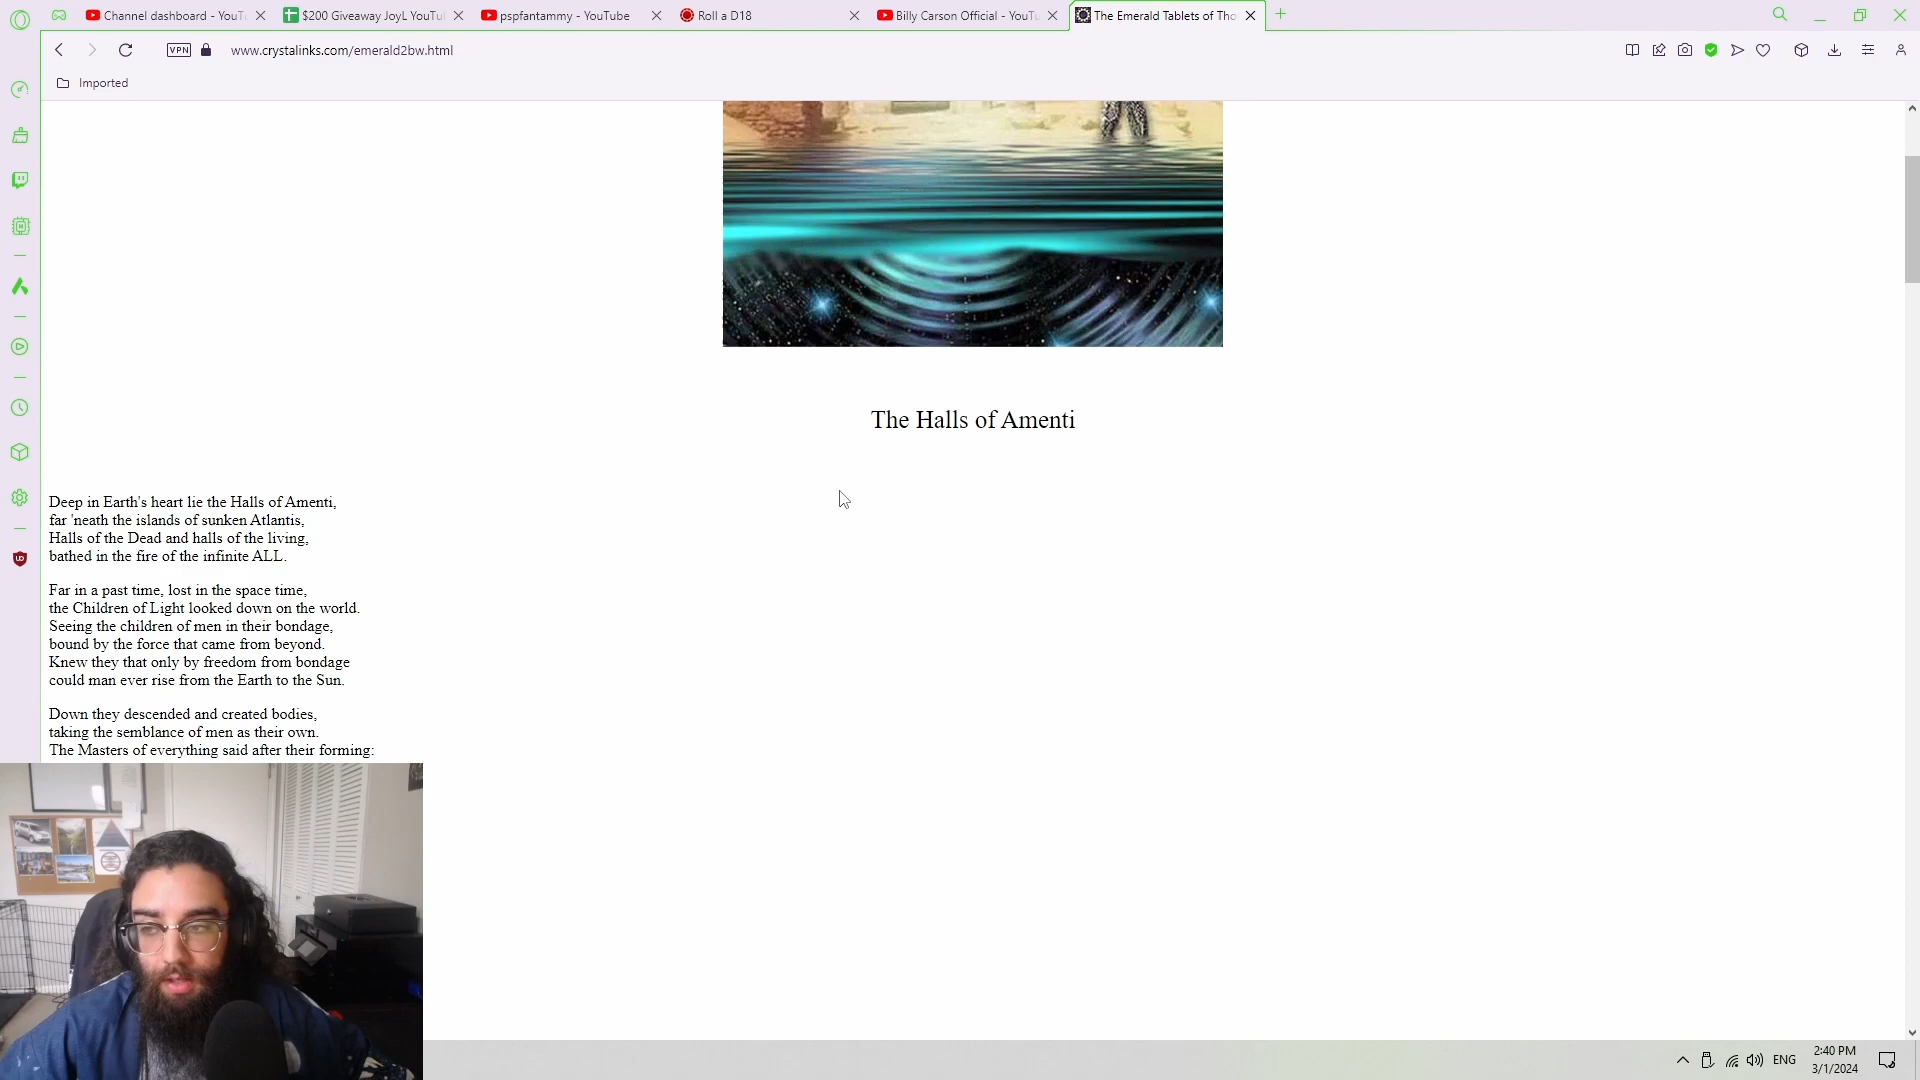 Channel dashboard - YouTu
$200 Giveaway JoyL YouTu
pspfantammy - YouTube
Roll a D18
Billy Carson Official - YouTu
The Emerald Tablets of Tho
VPN
www.crystalinks.com/emerald2bw.html
Imported
The Halls of Amenti
Deep in Earth's heart lie the Halls of Amenti,
far 'neath the islands of sunken Atlantis,
Halls of the Dead and halls of the living,
bathed in the fire of the infinite ALL.
Far in a past time, lost in the space time,
the Children of Light looked down on the world.
Seeing the children of men in their bondage,
bound by the force that came from beyond.
Knew they that only by freedom from bondage
could man ever rise from the Earth to the Sun.
Down they descended and created bodies,
taking the semblance of men as their own.
The Masters of everything said after their forming:
ENG
2:40 PM
3/1/2024